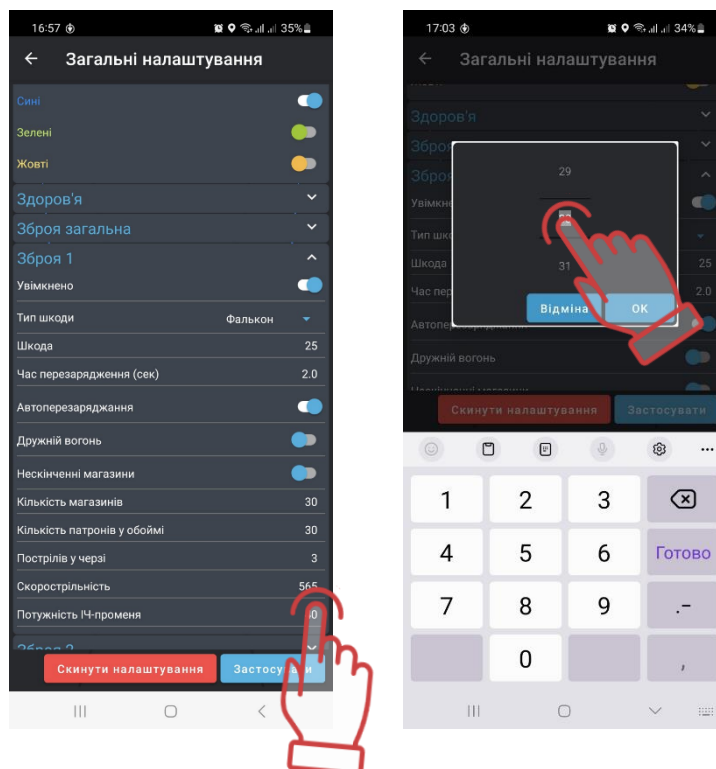 16:57 35%
Загальні налаштування
Сині
Зелені
Жовті
Здоров'я
Зброя загальна
Зброя 1
Увімкнено
Тип шкоди Фалькон
Шкода 25
Час перезарядження (сек) 2.0
Автоперезаряджання
Дружній вогонь
Нескінченні магазини
Кількість магазинів 30
Кількість патронів у обоймі 30
Пострілів у черзі 3
Скорострільність 565
Потужність ІЧ-променя
Скинути налаштування Застосувати
17:03 34%
Загальні налаштування
Здоров'я
Зброя
Зброя
29
Увімкне
Тип шко
Шкода 25
31
Час пер 2.0
Відміна OK
Дружній вогонь
Скинути налаштування Застосувати
1 2 3
4 5 6 Готово
7 8 9 .-
0 ,